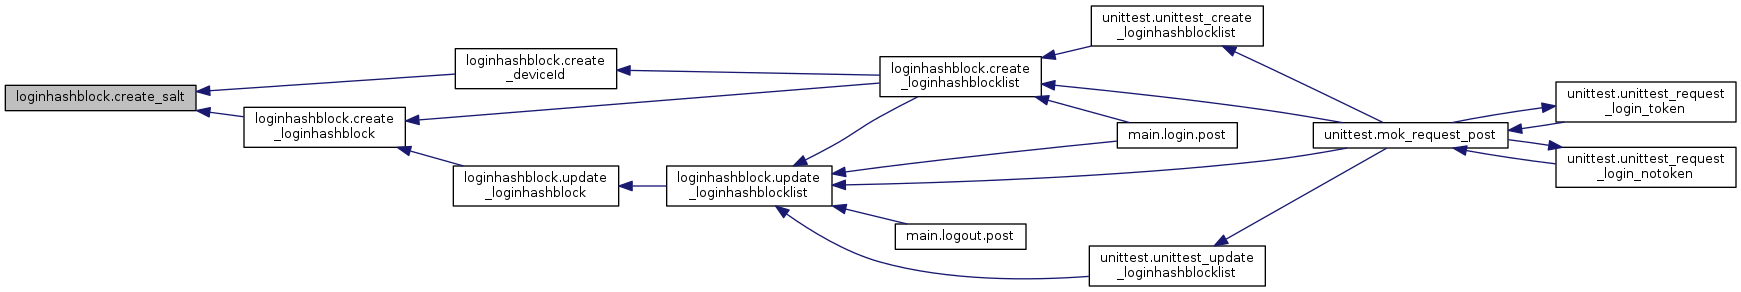 loginhashblock.create_salt
loginhashblock.create
_deviceId
loginhashblock.create
_loginhashblock
loginhashblock.update
_loginhashblock
loginhashblock.create
_loginhashblocklist
loginhashblock.update
_loginhashblocklist
unittest.unittest_create
_loginhashblocklist
main.login.post
main.logout.post
unittest.unittest_update
_loginhashblocklist
unittest.mok_request_post
unittest.unittest_request
_login_token
unittest.unittest_request
_login_notoken